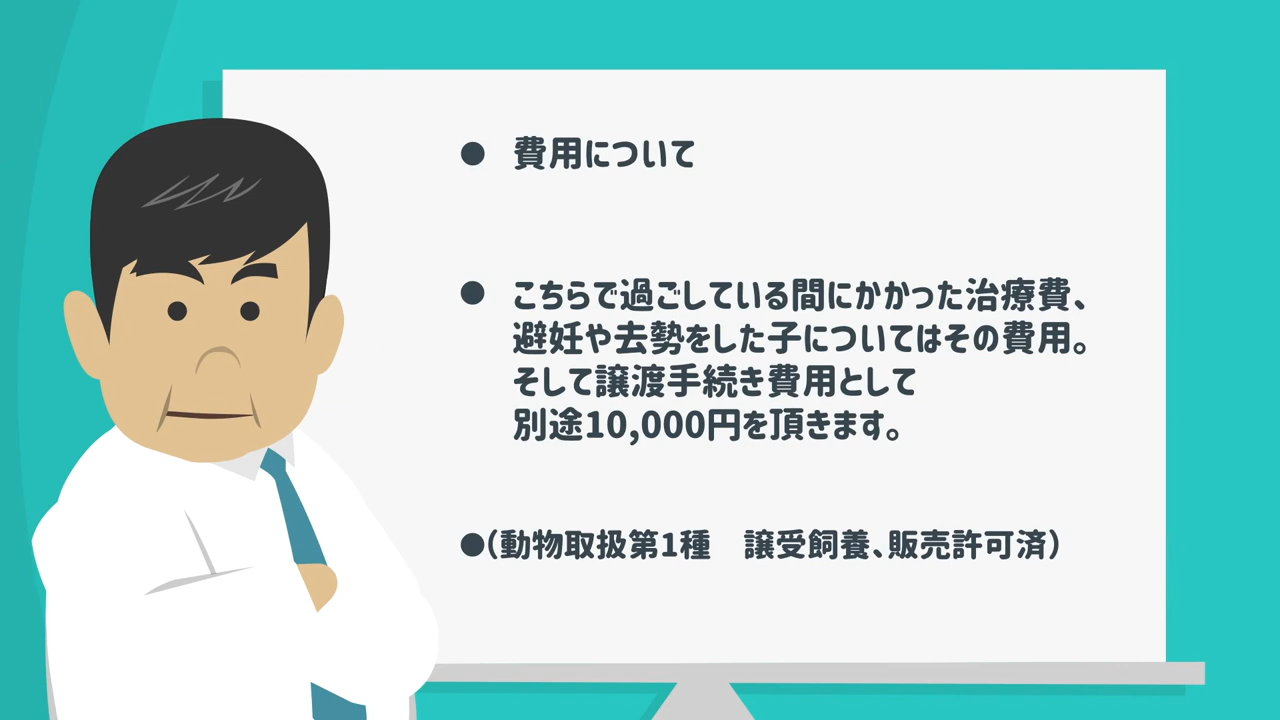 ● 費用について
● こちらで過ごしている間にかかった治療費、
避妊や去勢をした子についてはその費用。
そして譲渡手続き費用として
別途10,000円を頂きます。
●(動物取扱第1種　譲受飼養、販売許可済)